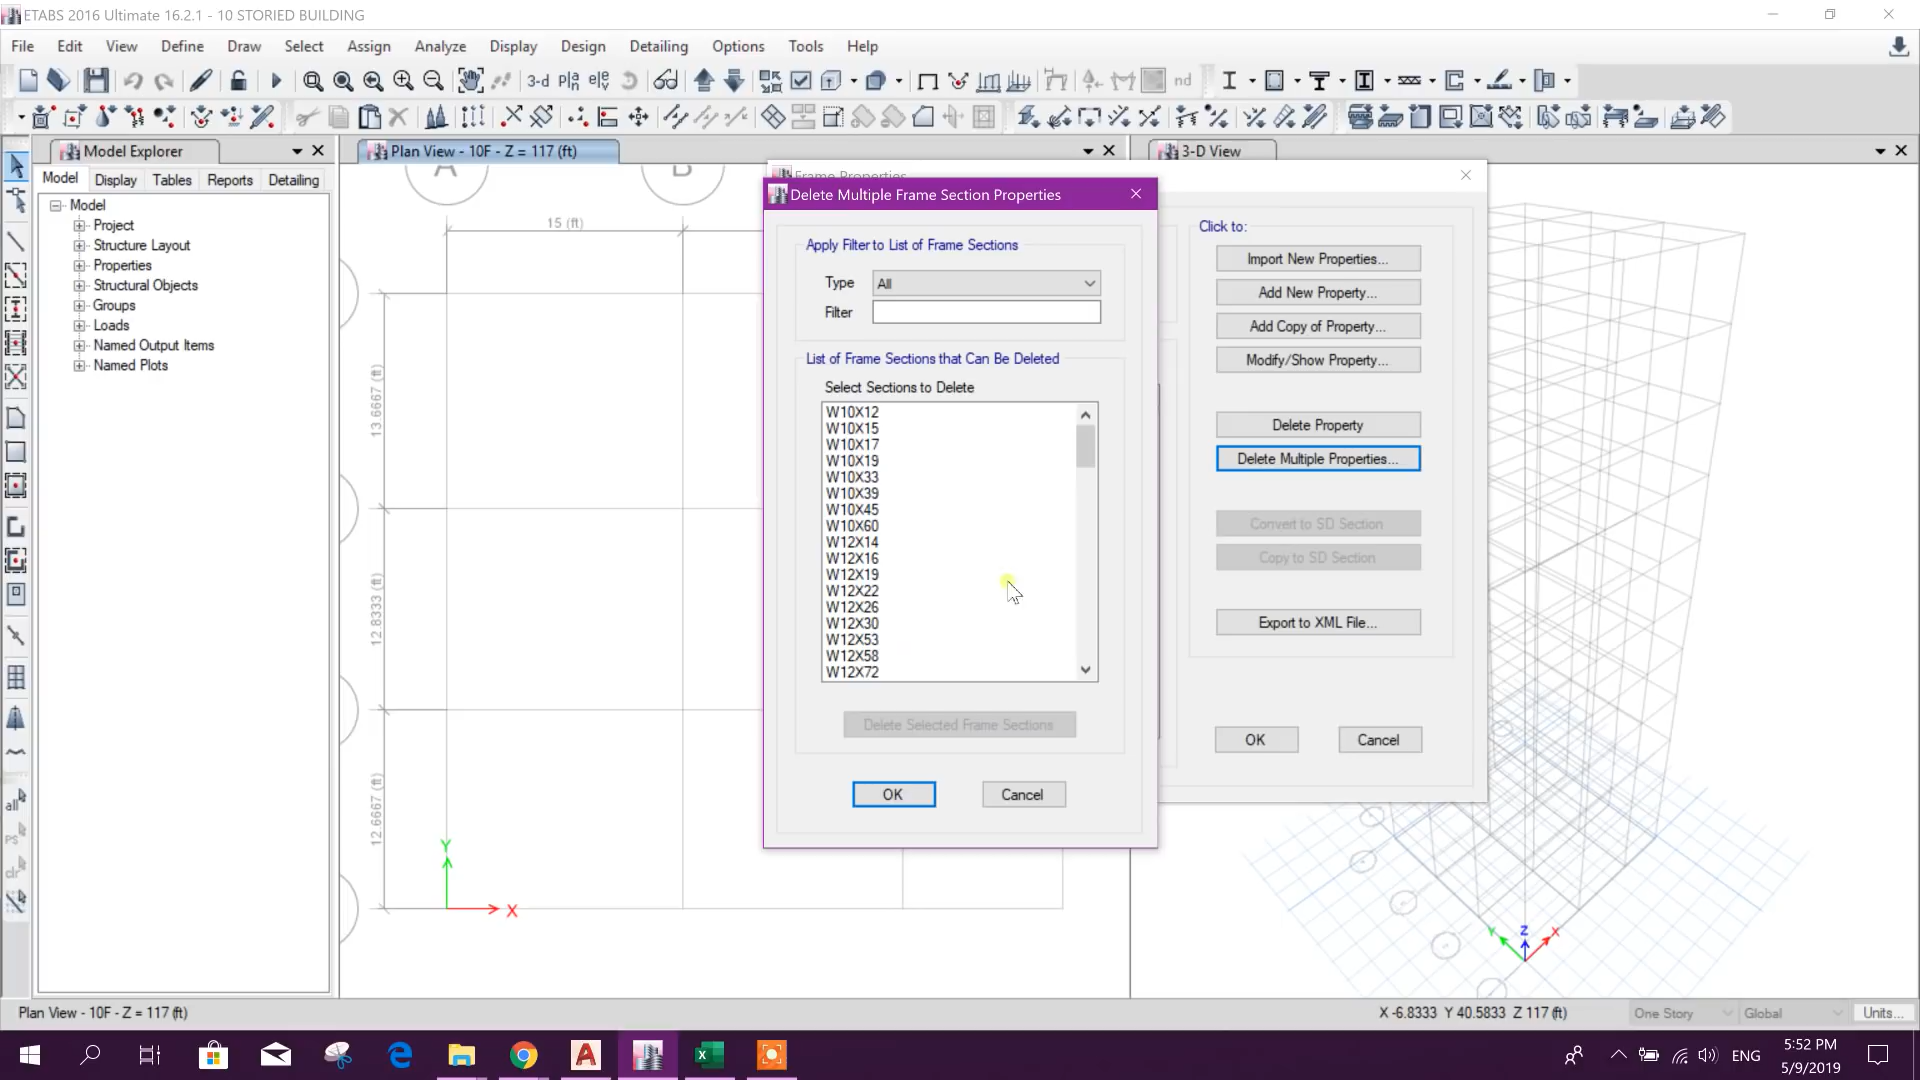 ETABS 2016 Ultimate 16.2.1 - 10 STORIED BUILDING
File Edit View Define Draw Select Assign Analyze Display Design Detailing Options Tools Help
3-d nd
Model Explorer
Plan View - 10F - Z = 117 (ft)
3-D View
Model Display Tables Reports Detailing
Model
Project
Structure Layout
Properties
Structural Objects
Groups
Loads
Named Output Items
Named Plots
A
B
15 (ft)
13.6667 (ft)
12.8333 (ft)
12.6667 (ft)
Y
X
Frame Properties
Delete Multiple Frame Section Properties
Apply Filter to List of Frame Sections
Type All
Filter
List of Frame Sections that Can Be Deleted
Select Sections to Delete
W10X12
W10X15
W10X17
W10X19
W10X33
W10X39
W10X45
W10X60
W12X14
W12X16
W12X19
W12X22
W12X26
W12X30
W12X53
W12X58
W12X72
Delete Selected Frame Sections
OK Cancel
Click to:
Import New Properties...
Add New Property...
Add Copy of Property...
Modify/Show Property...
Delete Property
Delete Multiple Properties...
Convert to SD Section
Copy to SD Section
Export to XML File...
OK Cancel
Y Z X
all
PS
clr
Plan View - 10F - Z = 117 (ft)
X -6.8333 Y 40.5833 Z 117 (ft)
One Story Global Units...
ENG
5:52 PM
5/9/2019